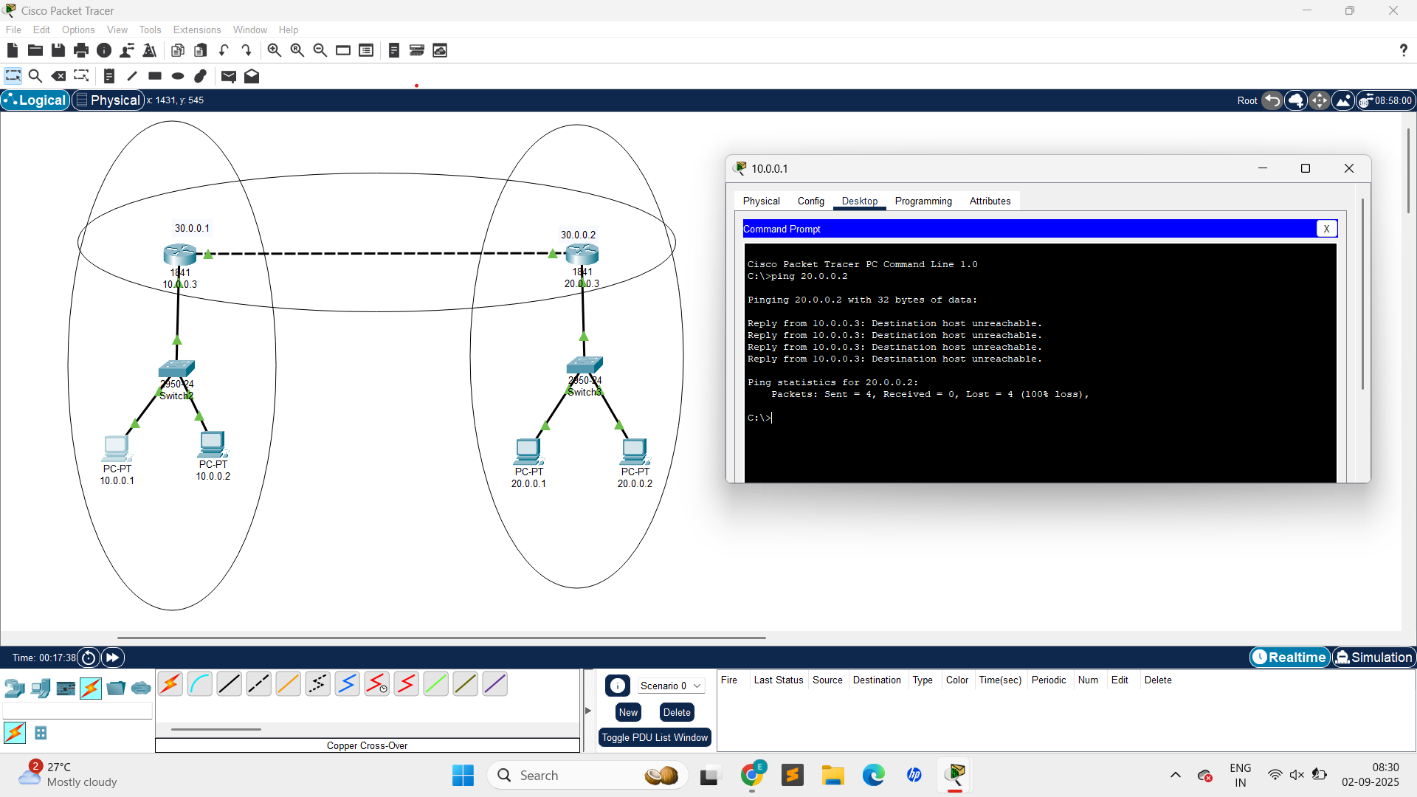 Cisco Packet Tracer
File Edit Options View Tools Extensions Window Help
?
Logical Physical x: 1431, y: 545
Root 08:58:00
30.0.0.1
1841
10.0.0.3
2950-24
Switch2
PC-PT
10.0.0.1
PC-PT
10.0.0.2
30.0.0.2
1841
20.0.0.3
2950-24
Switch3
PC-PT
20.0.0.1
PC-PT
20.0.0.2
10.0.0.1
Physical Config Desktop Programming Attributes
Command Prompt X
Cisco Packet Tracer PC Command Line 1.0
C:\>ping 20.0.0.2
Pinging 20.0.0.2 with 32 bytes of data:
Reply from 10.0.0.3: Destination host unreachable.
Reply from 10.0.0.3: Destination host unreachable.
Reply from 10.0.0.3: Destination host unreachable.
Reply from 10.0.0.3: Destination host unreachable.
Ping statistics for 20.0.0.2:
Packets: Sent = 4, Received = 0, Lost = 4 (100% loss),
C:\>
Time: 00:17:38
Realtime Simulation
Copper Cross-Over
Scenario 0
New Delete
Toggle PDU List Window
Fire Last Status Source Destination Type Color Time(sec) Periodic Num Edit Delete
2
27°C
Mostly cloudy
Search
E
hp
ENG
IN
08:30
02-09-2025